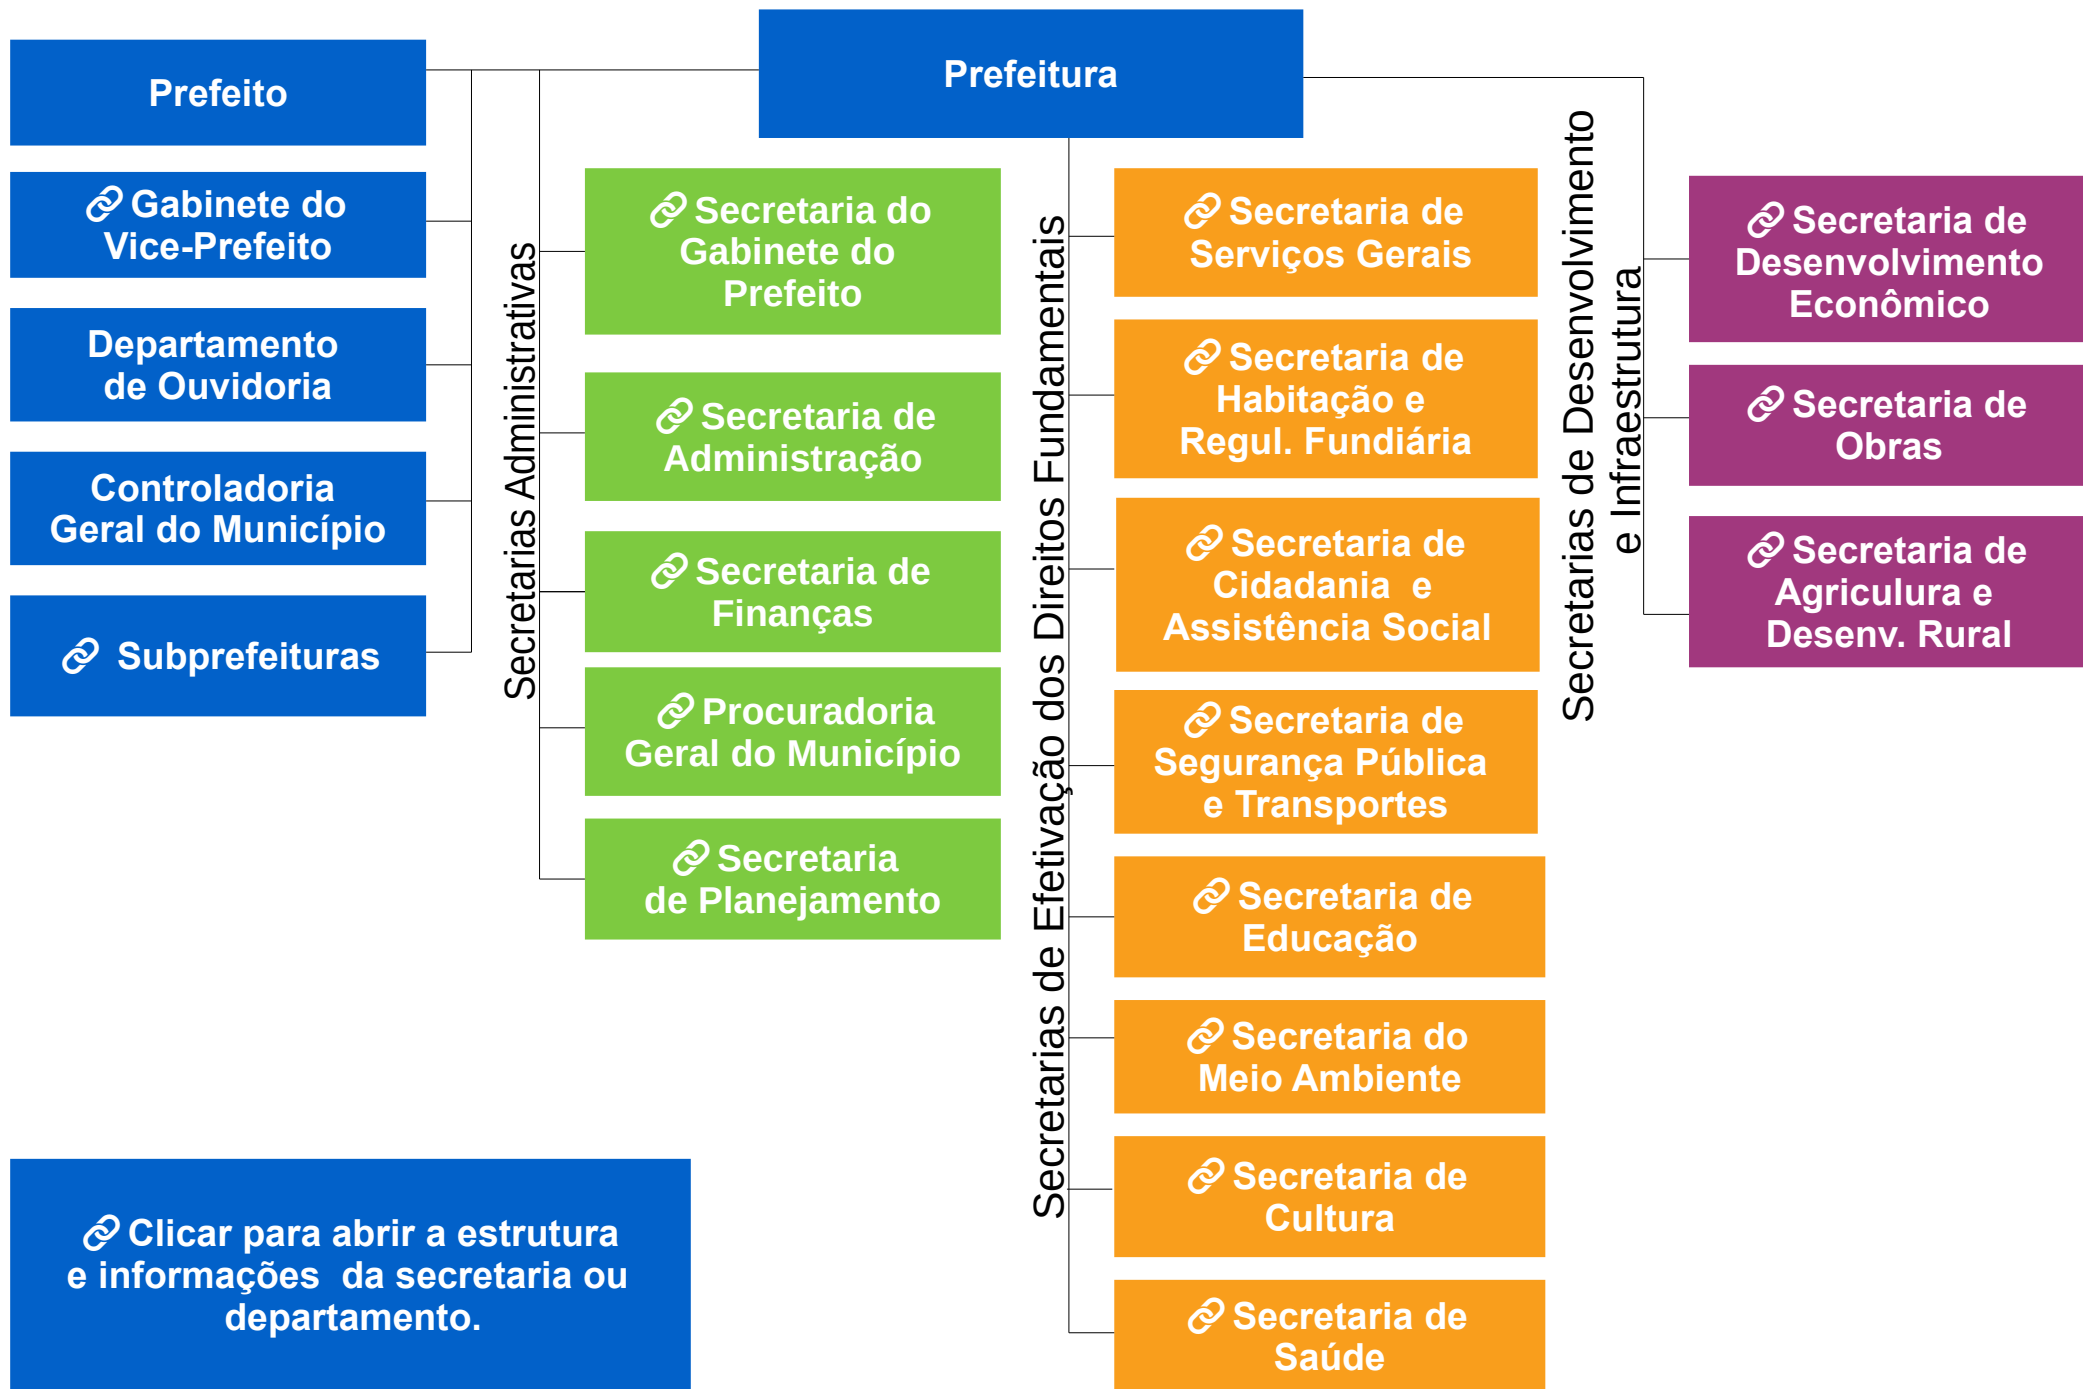 Prefeitura
Prefeito
Gabinete do
Vice-Prefeito
Departamento
de Ouvidoria
Controladoria
Geral do Município
Subprefeituras
Secretarias Administrativas
Secretaria do
Gabinete do
Prefeito
Secretaria de
Administração
Secretaria de
Finanças
Procuradoria
Geral do Município
Secretaria
de Planejamento
Secretarias de Efetivação dos Direitos Fundamentais
Secretaria de
Serviços Gerais
Secretaria de
Habitação e
Regul. Fundiária
Secretaria de
Cidadania e
Assistência Social
Secretaria de
Segurança Pública
e Transportes
Secretaria de
Educação
Secretaria do
Meio Ambiente
Secretaria de
Cultura
Secretaria de
Saúde
Secretarias de Desenvolvimento
e Infraestrutura
Secretaria de
Desenvolvimento
Econômico
Secretaria de
Obras
Secretaria de
Agriculura e
Desenv. Rural
Clicar para abrir a estrutura
e informações da secretaria ou
departamento.